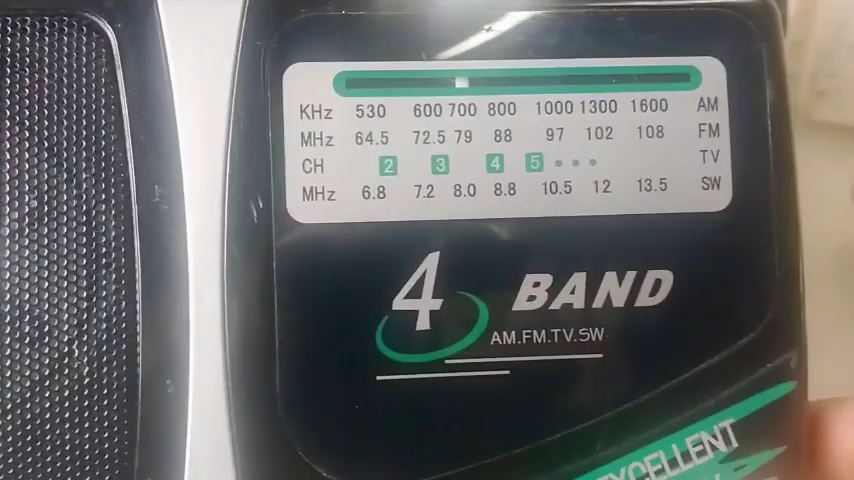 KHz 530 600 700 800 1000 1300 1600 AM
MHz 64.5 72.5 79 88 97 102 108 FM
CH 2 3 4 5 TV
MHz 6.8 7.2 8.0 8.8 10.5 12 13.5 SW
4 BAND
AM.FM.TV.SW
EXCELLENT